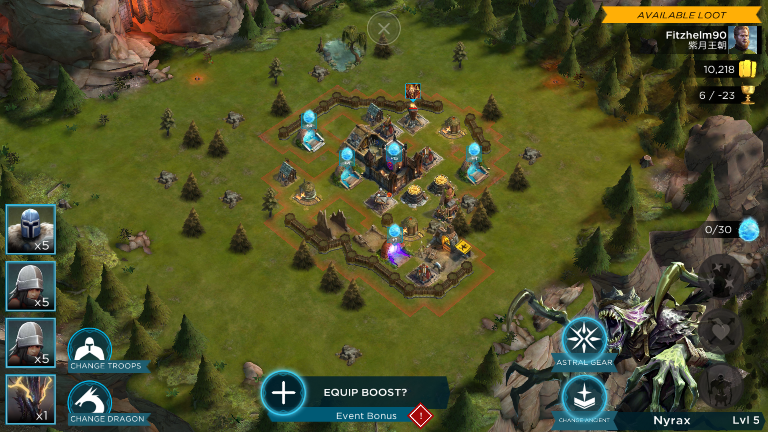 AVAILABLE LOOT
Fitzhelm90
紫月王朝
10,218
6 / -23
0/30
x5
x5
x5
x1
CHANGE TROOPS
CHANGE DRAGON
EQUIP BOOST?
Event Bonus
!
ASTRAL GEAR
CHANGE ANCIENT
Nyrax
Lvl 5